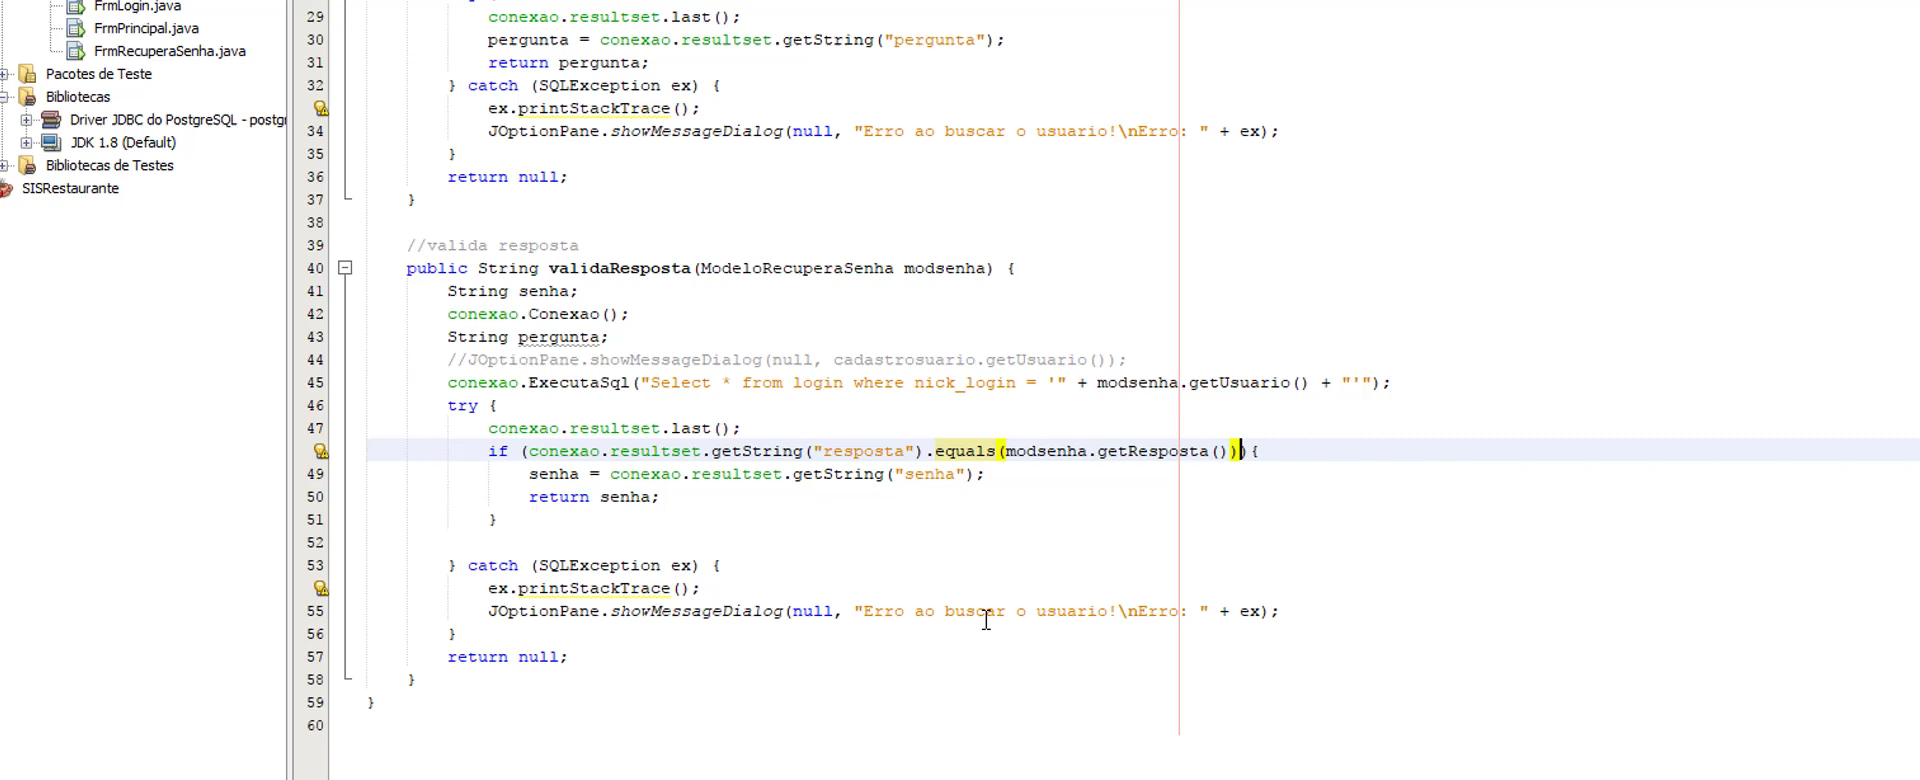 FrmLogin.java
FrmPrincipal.java
FrmRecuperaSenha.java
Pacotes de Teste
Bibliotecas
Driver JDBC do PostgreSQL - postg
JDK 1.8 (Default)
Bibliotecas de Testes
SISRestaurante
29 conexao.resultset.last();
30 pergunta = conexao.resultset.getString("pergunta");
31 return pergunta;
32 } catch (SQLException ex) {
ex.printStackTrace();
34 JOptionPane.showMessageDialog(null, "Erro ao buscar o usuario!\nErro: " + ex);
35 }
36 return null;
37 }
38
39 //valida resposta
40 public String validaResposta(ModeloRecuperaSenha modsenha) {
41 String senha;
42 conexao.Conexao();
43 String pergunta;
44 //JOptionPane.showMessageDialog(null, cadastrosuario.getUsuario());
45 conexao.ExecutaSql("Select * from login where nick_login = '" + modsenha.getUsuario() + "'");
46 try {
47 conexao.resultset.last();
if (conexao.resultset.getString("resposta").equals(modsenha.getResposta())){
49 senha = conexao.resultset.getString("senha");
50 return senha;
51 }
52
53 } catch (SQLException ex) {
ex.printStackTrace();
55 JOptionPane.showMessageDialog(null, "Erro ao buscar o usuario!\nErro: " + ex);
56 }
57 return null;
58 }
59 }
60